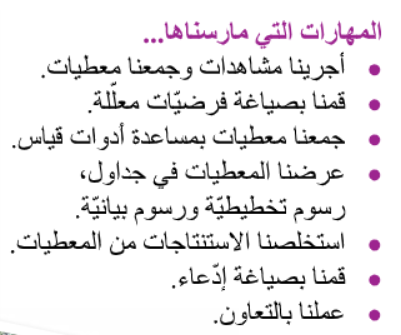 المهارات التي مارسناها...
• أجرينا مشاهدات وجمعنا معطيات.
• قمنا بصياغة فرضيّات معلّلة.
• جمعنا معطيات بمساعدة أدوات قياس.
• عرضنا المعطيات في جداول،
رسوم تخطيطيّة ورسوم بيانيّة.
• استخلصنا الاستنتاجات من المعطيات.
• قمنا بصياغة إدّعاء.
• عملنا بالتعاون.